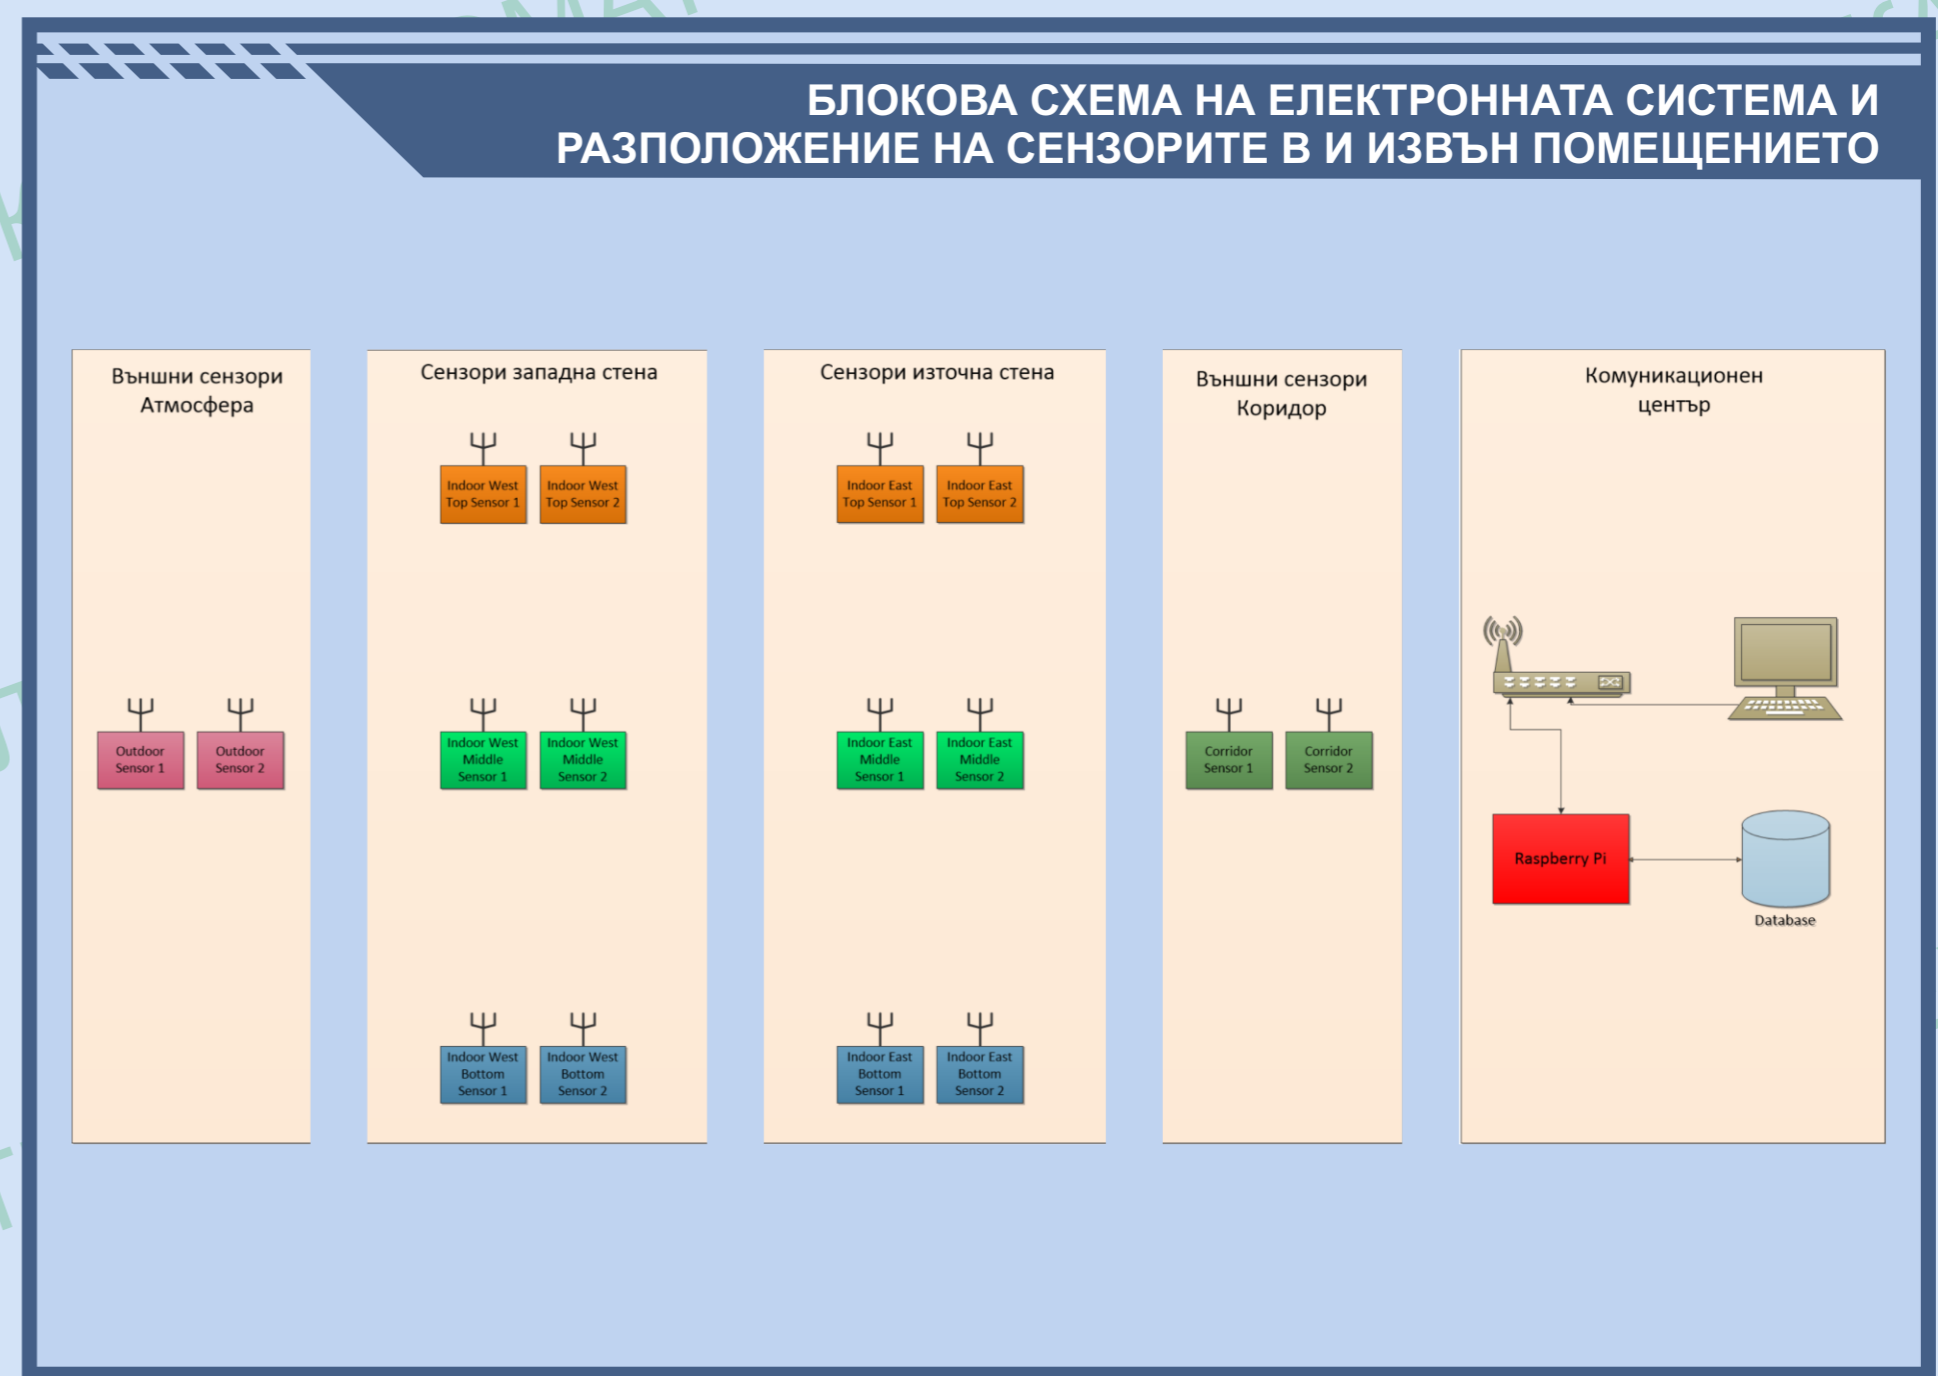 БЛОКОВА СХЕМА НА ЕЛЕКТРОННАТА СИСТЕМА И
РАЗПОЛОЖЕНИЕ НА СЕНЗОРИТЕ В И ИЗВЪН ПОМЕЩЕНИЕТО
Външни сензори
Атмосфера
Outdoor
Sensor 1
Outdoor
Sensor 2
Сензори западна стена
Indoor West
Top Sensor 1
Indoor West
Top Sensor 2
Indoor West
Middle
Sensor 1
Indoor West
Middle
Sensor 2
Indoor West
Bottom
Sensor 1
Indoor West
Bottom
Sensor 2
Сензори източна стена
Indoor East
Top Sensor 1
Indoor East
Top Sensor 2
Indoor East
Middle
Sensor 1
Indoor East
Middle
Sensor 2
Indoor East
Bottom
Sensor 1
Indoor East
Bottom
Sensor 2
Външни сензори
Коридор
Corridor
Sensor 1
Corridor
Sensor 2
Комуникационен
център
Raspberry Pi
Database